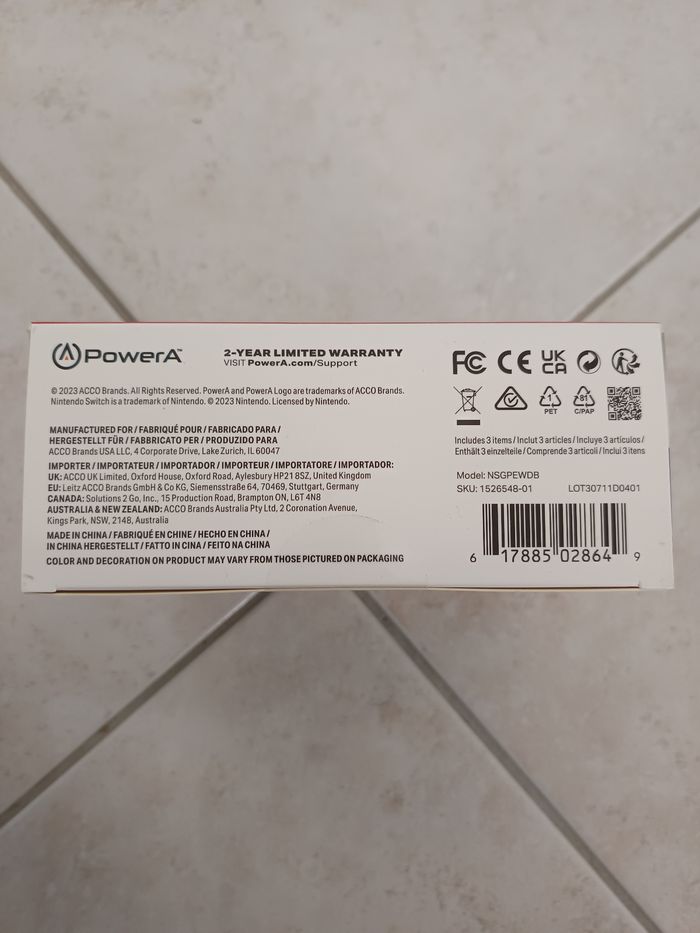 PowerA
2-YEAR LIMITED WARRANTY
VISIT PowerA.com/Support
© 2023 ACCO Brands. All Rights Reserved. PowerA and PowerA Logo are trademarks of ACCO Brands.
Nintendo Switch is a trademark of Nintendo. © 2023 Nintendo. Licensed by Nintendo.
MANUFACTURED FOR / FABRIQUÉ POUR / FABRICADO PARA /
HERGESTELLT FÜR / FABBRICATO PER / PRODUZIDO PARA
ACCO Brands USA LLC, 4 Corporate Drive, Lake Zurich, IL 60047
IMPORTER / IMPORTATEUR / IMPORTADOR / IMPORTEUR / IMPORTATORE / IMPORTADOR:
UK: ACCO UK Limited, Oxford House, Oxford Road, Aylesbury HP21 8SZ, United Kingdom
EU: Leitz ACCO Brands GmbH & Co KG, Siemensstraße 64, 70469, Stuttgart, Germany
CANADA: Solutions 2 Go, Inc., 15 Production Road, Brampton ON, L6T 4N8
AUSTRALIA & NEW ZEALAND: ACCO Brands Australia Pty Ltd, 2 Coronation Avenue,
Kings Park, NSW, 2148, Australia
MADE IN CHINA / FABRIQUÉ EN CHINE / HECHO EN CHINA /
IN CHINA HERGESTELLT / FATTO IN CINA / FEITO NA CHINA
COLOR AND DECORATION ON PRODUCT MAY VARY FROM THOSE PICTURED ON PACKAGING
FC CE UK
CA
1 81
PET C/PAP
Includes 3 items / Inclut 3 articles / Incluye 3 artículos /
Enthält 3 einzelteile / Comprende 3 articoli / Inclui 3 items
Model: NSGPEWDB
SKU: 1526548-01 LOT30711D0401
6 17885 02864 9